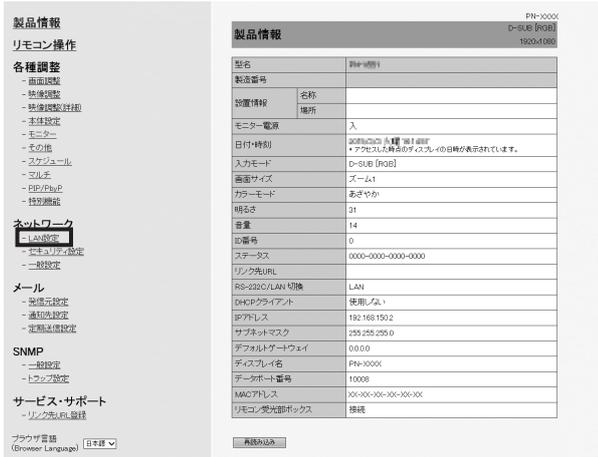 製品情報
リモコン操作
各種調整
- 画面調整
- 映像調整
- 映像調整(詳細)
- 本体設定
- モニター
- その他
- スケジュール
- マルチ
- PIP/PbyP
- 特別機能
ネットワーク
- LAN設定
- セキュリティ設定
- 一般設定
メール
- 発信元設定
- 通知先設定
- 定期送信設定
SNMP
- 一般設定
- トラップ設定
サービス・サポート
- リンク先URL登録
ブラウザ言語
(Browser Language) 日本語
PN-XXXX
製品情報 D-SUB [RGB]
1920x1080
型名
製造番号
設置情報 名称
場所
モニター電源 入
日付・時刻
* アクセスした時点のディスプレイの日時が表示されています。
入力モード D-SUB [RGB]
画面サイズ ズーム1
カラーモード あざやか
明るさ 31
音量 14
ID番号 0
ステータス 0000-0000-0000-0000
リンク先URL
RS-232C/LAN 切換 LAN
DHCPクライアント 使用しない
IPアドレス 192.168.150.2
サブネットマスク 255.255.255.0
デフォルトゲートウェイ 0.0.0.0
ディスプレイ名 PN-XXXX
データポート番号 10008
MACアドレス XX-XX-XX-XX-XX-XX
リモコン受光部ボックス 接続
再読み込み